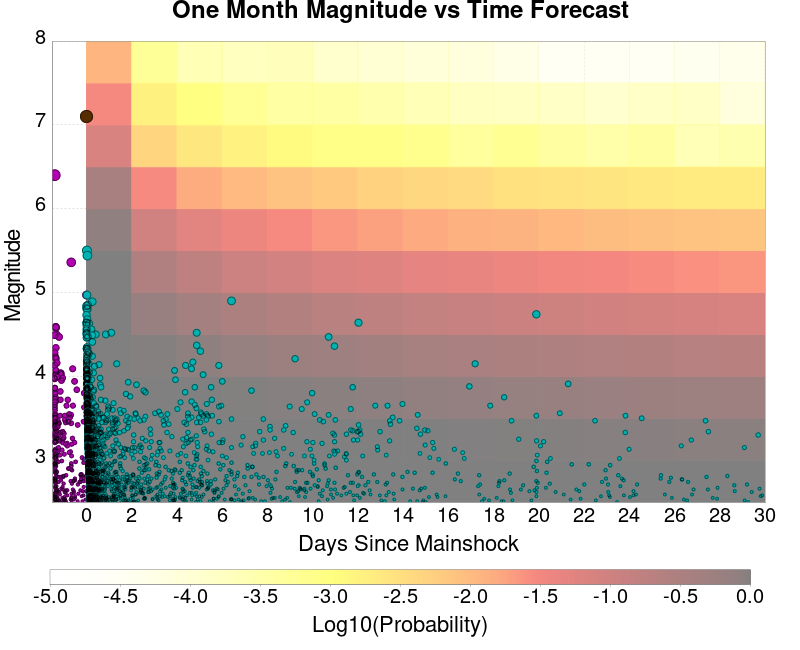 One Month Magnitude vs Time Forecast
8
7
6
5
4
3
Magnitude
0 2 4 6 8 10 12 14 16 18 20 22 24 26 28 30
Days Since Mainshock
-5.0 -4.5 -4.0 -3.5 -3.0 -2.5 -2.0 -1.5 -1.0 -0.5 0.0
Log10(Probability)